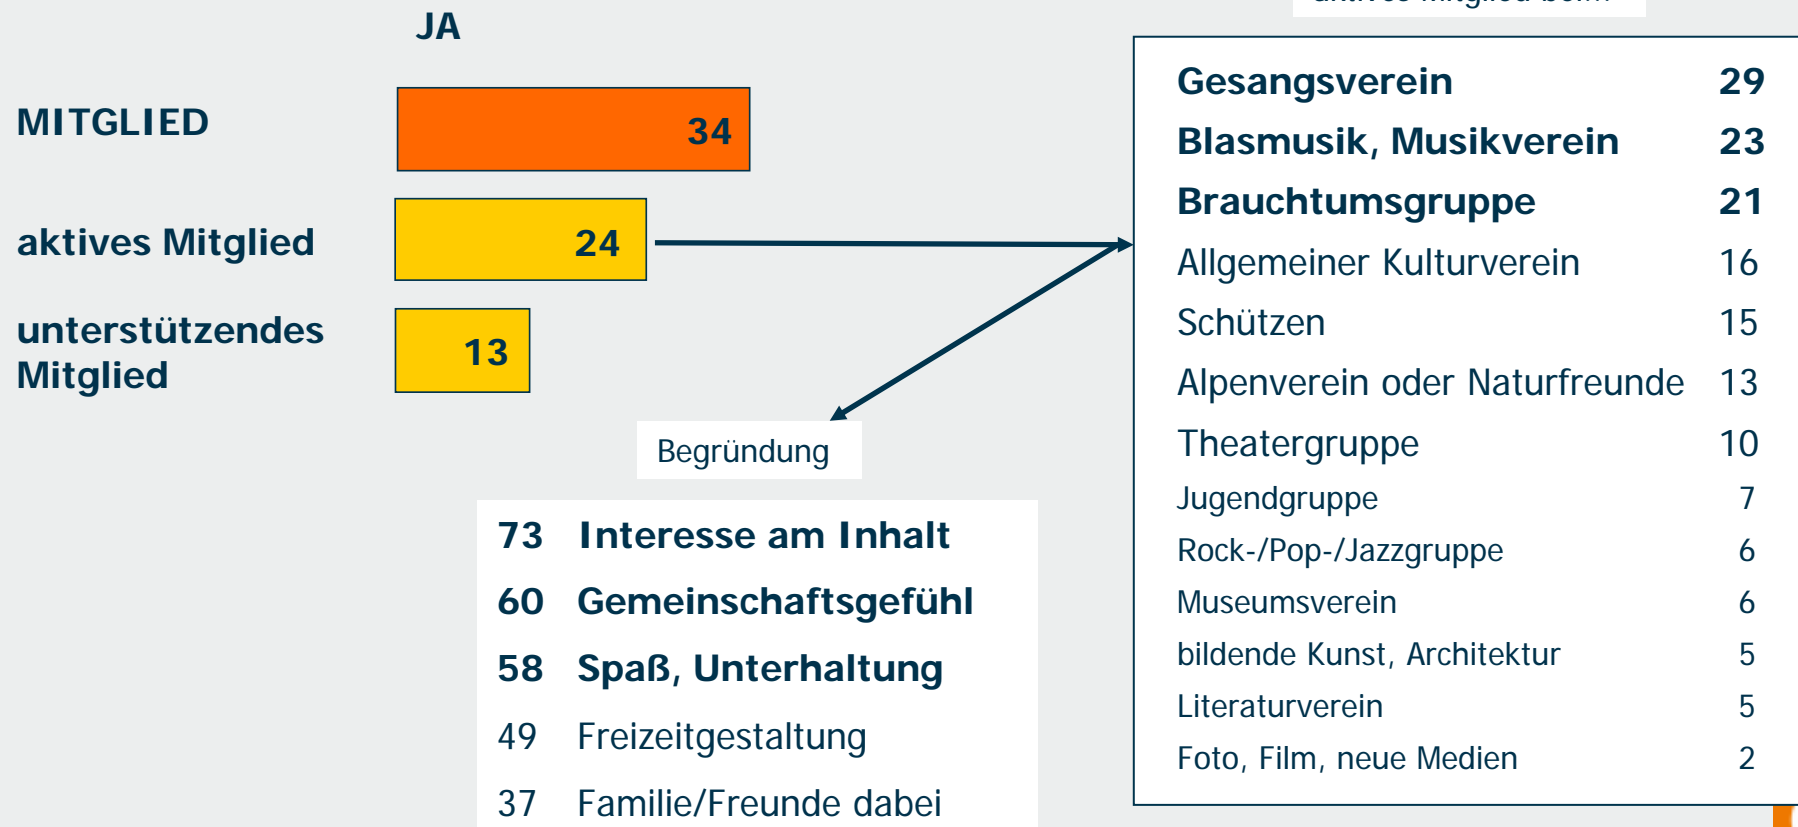 JA
MITGLIED
34
aktives Mitglied
24
unterstützendes
Mitglied
13
Begründung
73 Interesse am Inhalt
60 Gemeinschaftsgefühl
58 Spaß, Unterhaltung
49 Freizeitgestaltung
37 Familie/Freunde dabei
Gesangsverein 29
Blasmusik, Musikverein 23
Brauchtumsgruppe 21
Allgemeiner Kulturverein 16
Schützen 15
Alpenverein oder Naturfreunde 13
Theatergruppe 10
Jugendgruppe 7
Rock-/Pop-/Jazzgruppe 6
Museumsverein 6
bildende Kunst, Architektur 5
Literaturverein 5
Foto, Film, neue Medien 2